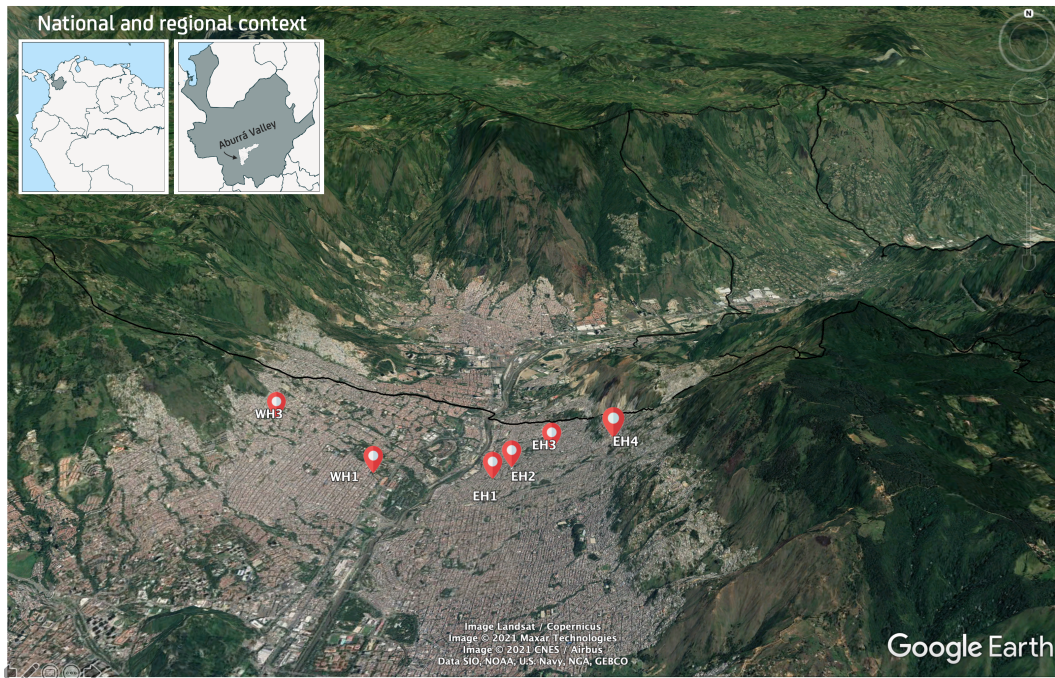 National and regional context
Aburrá Valley
N
WH3
WH1
EH1
EH2
EH3
EH4
Image Landsat / Copernicus
Image © 2021 Maxar Technologies
Image © 2021 CNES / Airbus
Data SIO, NOAA, U.S. Navy, NGA, GEBCO
Google Earth